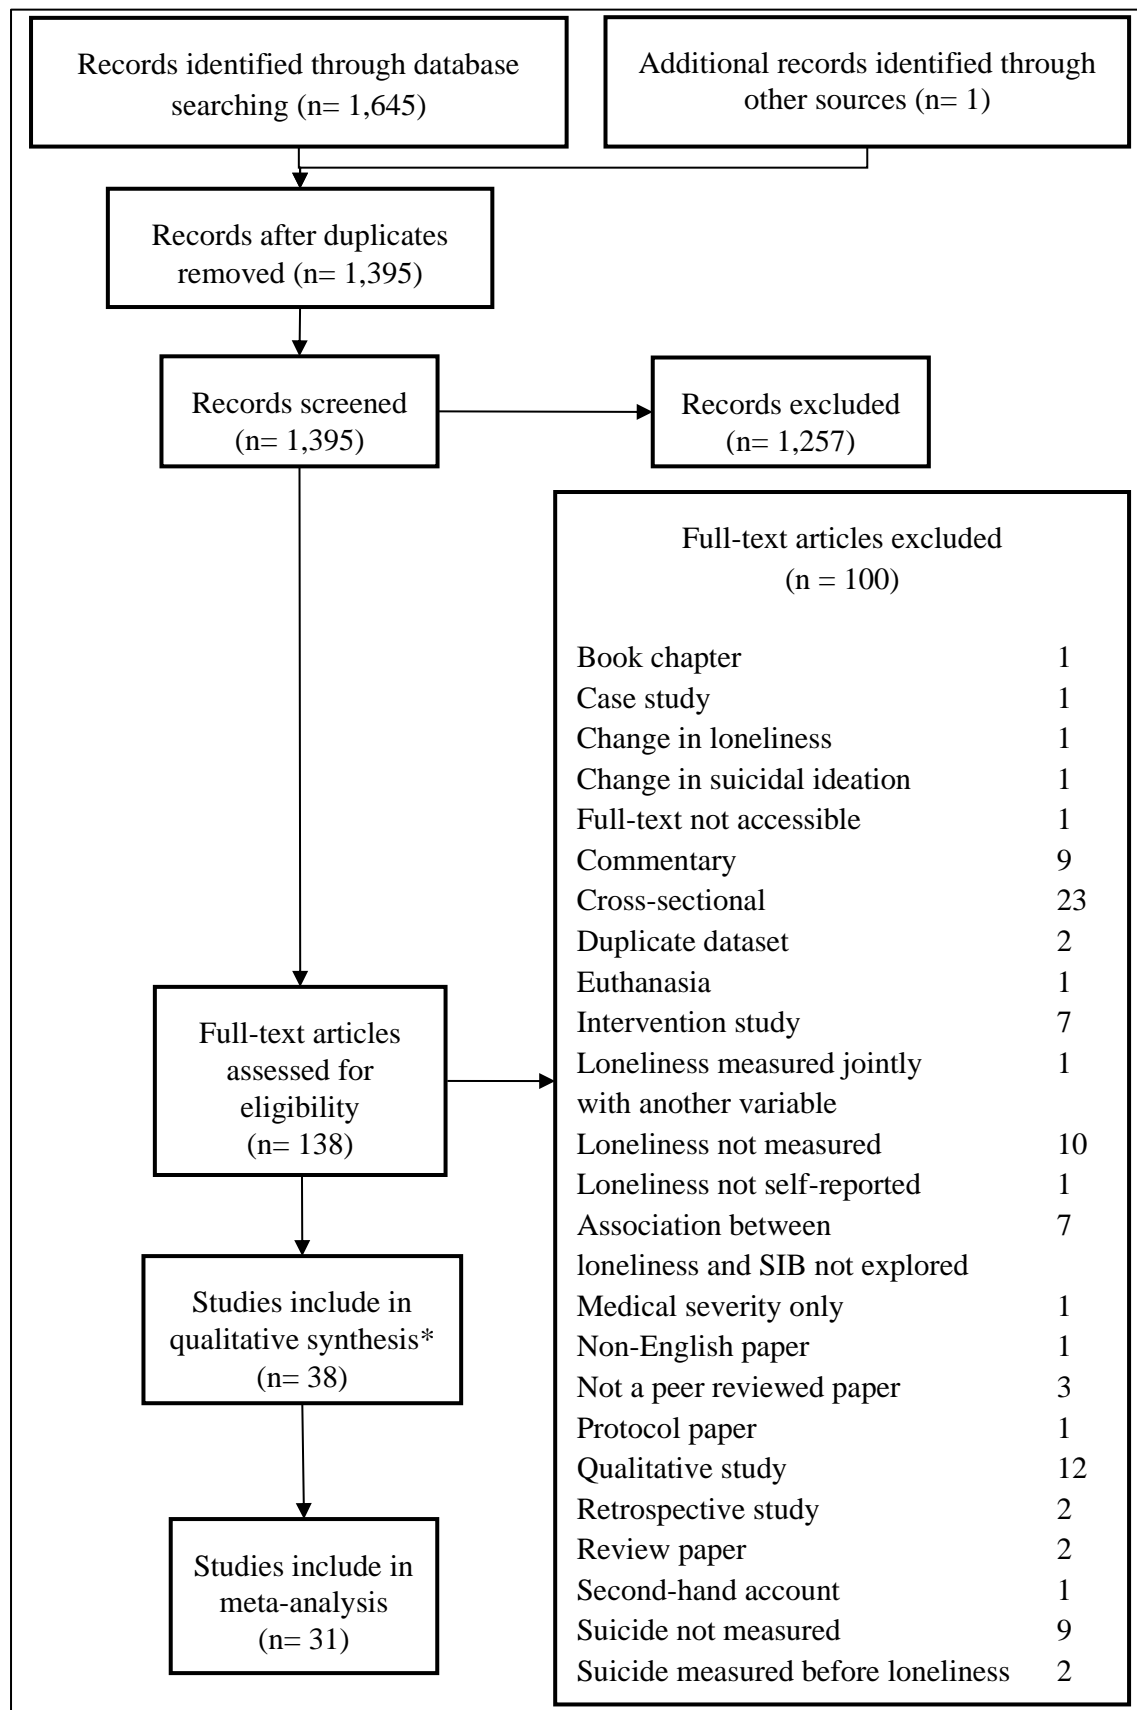 Records identified through database
searching (n= 1,645)
Additional records identified through
other sources (n= 1)
Records after duplicates
removed (n= 1,395)
Records screened
(n= 1,395)
Records excluded
(n= 1,257)
Full-text articles excluded
(n = 100)
Book chapter 1
Case study 1
Change in loneliness 1
Change in suicidal ideation 1
Full-text not accessible 1
Commentary 9
Cross-sectional 23
Duplicate dataset 2
Euthanasia 1
Intervention study 7
Loneliness measured jointly 1
with another variable
Loneliness not measured 10
Loneliness not self-reported 1
Association between 7
loneliness and SIB not explored
Medical severity only 1
Non-English paper 1
Not a peer reviewed paper 3
Protocol paper 1
Qualitative study 12
Retrospective study 2
Review paper 2
Second-hand account 1
Suicide not measured 9
Suicide measured before loneliness 2
Full-text articles
assessed for
eligibility
(n= 138)
Studies include in
qualitative synthesis*
(n= 38)
Studies include in
meta-analysis
(n= 31)